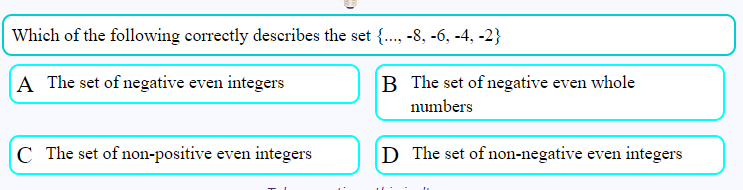 Which of the following correctly describes the set {..., -8, -6, -4, -2}
A The set of negative even integers
B The set of negative even whole
numbers
C The set of non-positive even integers
D The set of non-negative even integers